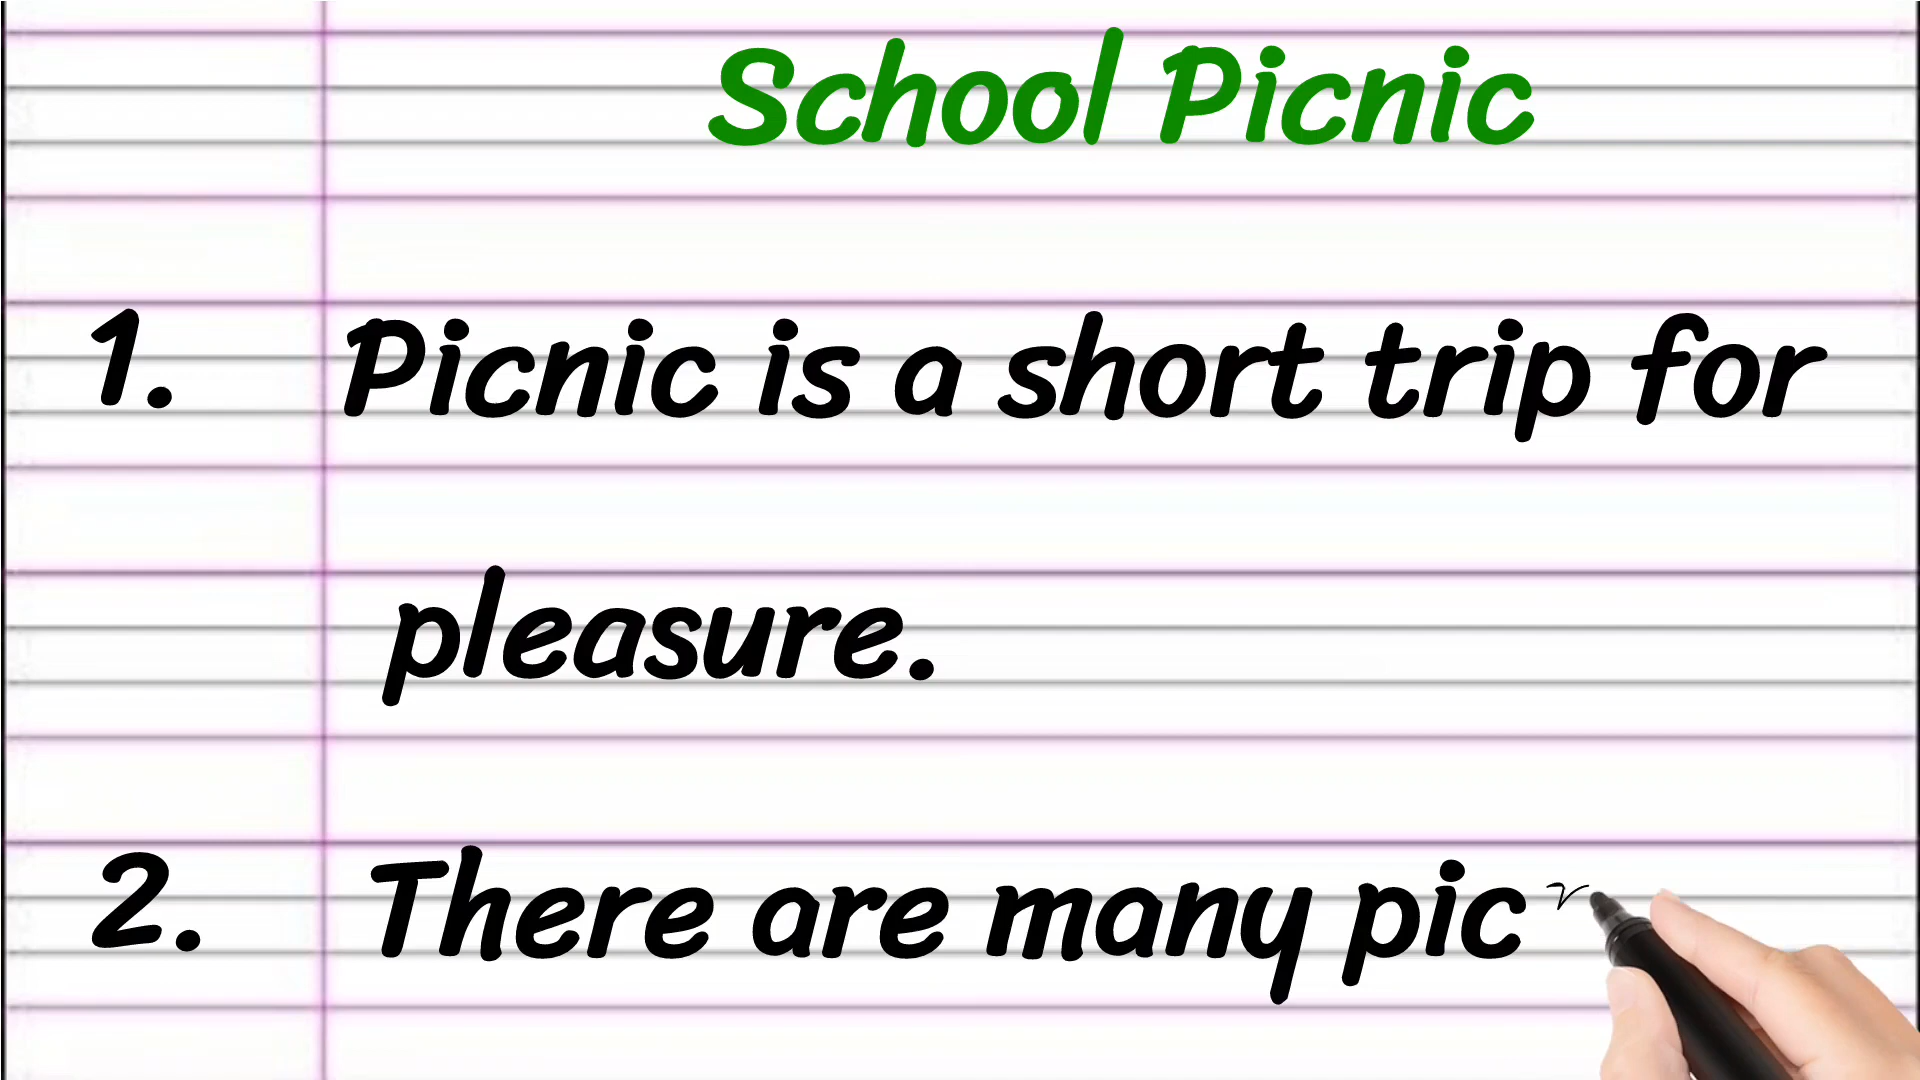 School Picnic
1. Picnic is a short trip for
pleasure.
2. There are many pic